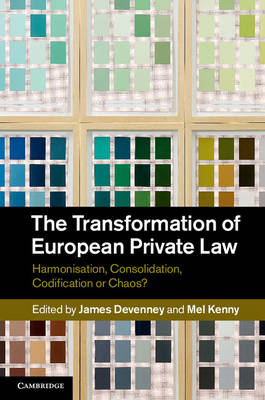 The Transformation of
European Private Law
Harmonisation, Consolidation,
Codification or Chaos?
Edited by James Devenney and Mel Kenny
CAMBRIDGE